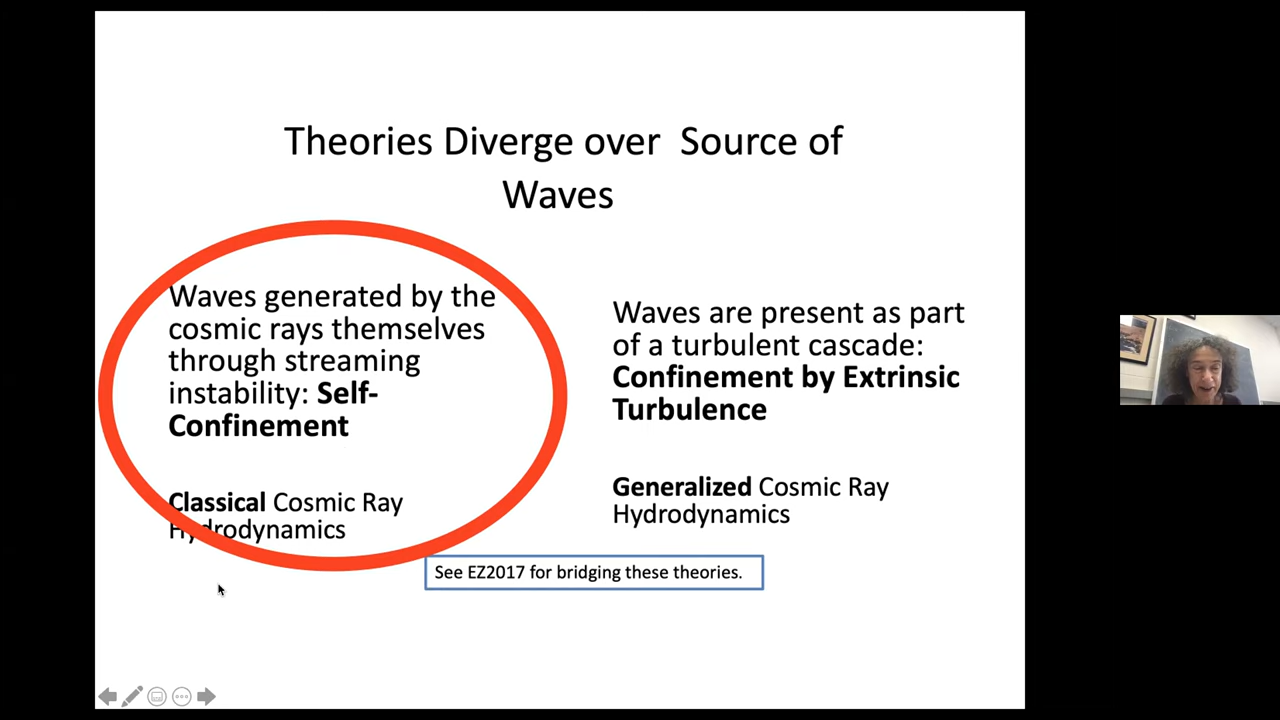 Theories Diverge over Source of
Waves
Waves generated by the
cosmic rays themselves
through streaming
instability: Self-
Confinement
Classical Cosmic Ray
Hydrodynamics
Waves are present as part
of a turbulent cascade:
Confinement by Extrinsic
Turbulence
Generalized Cosmic Ray
Hydrodynamics
See EZ2017 for bridging these theories.